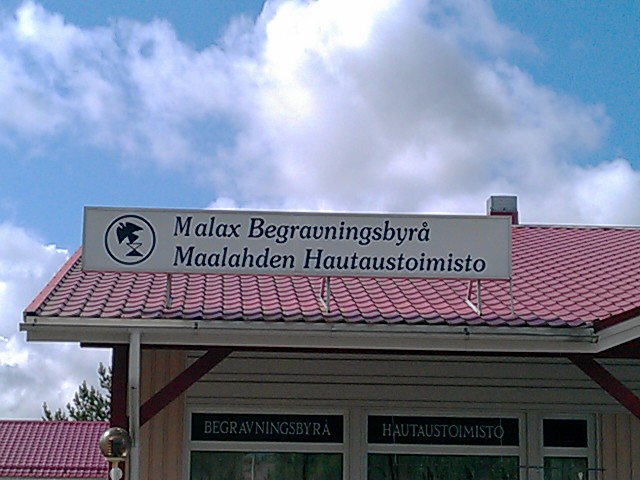 Malax Begravningsbyrå
Maalahden Hautaustoimisto
BEGRAVNINGSBYRÅ
HAUTAUSTOIMISTO